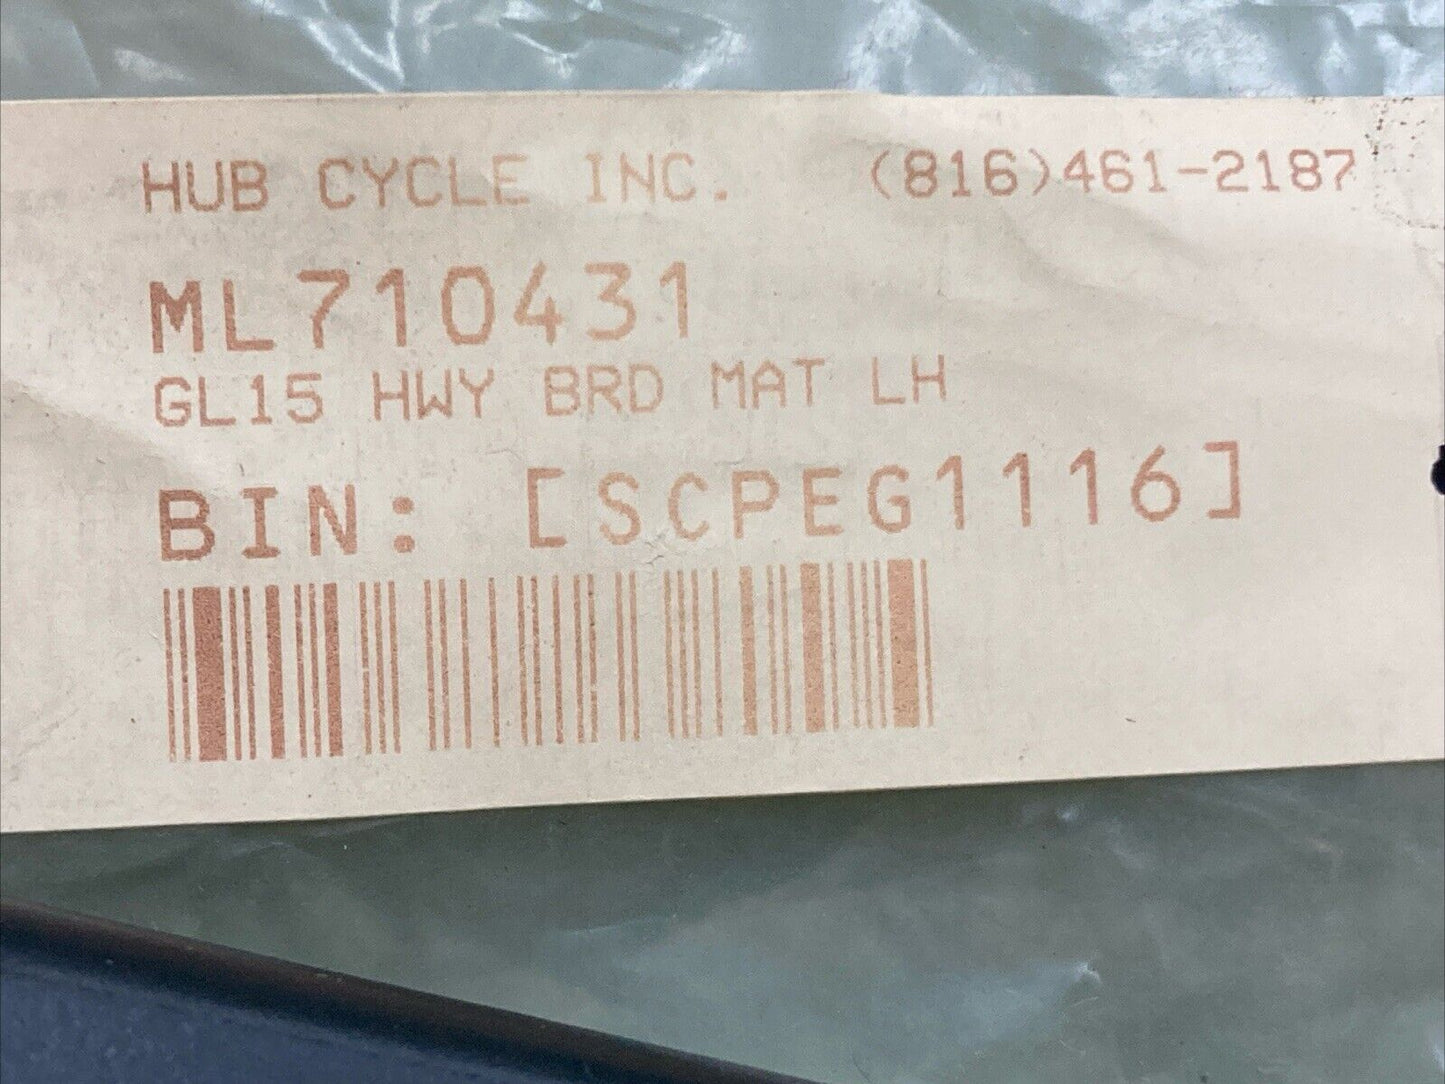 HUB CYCLE INC. (816)461-2187
ML710431
GL15 HWY BRD MAT LH
BIN: [SCPEG1116]